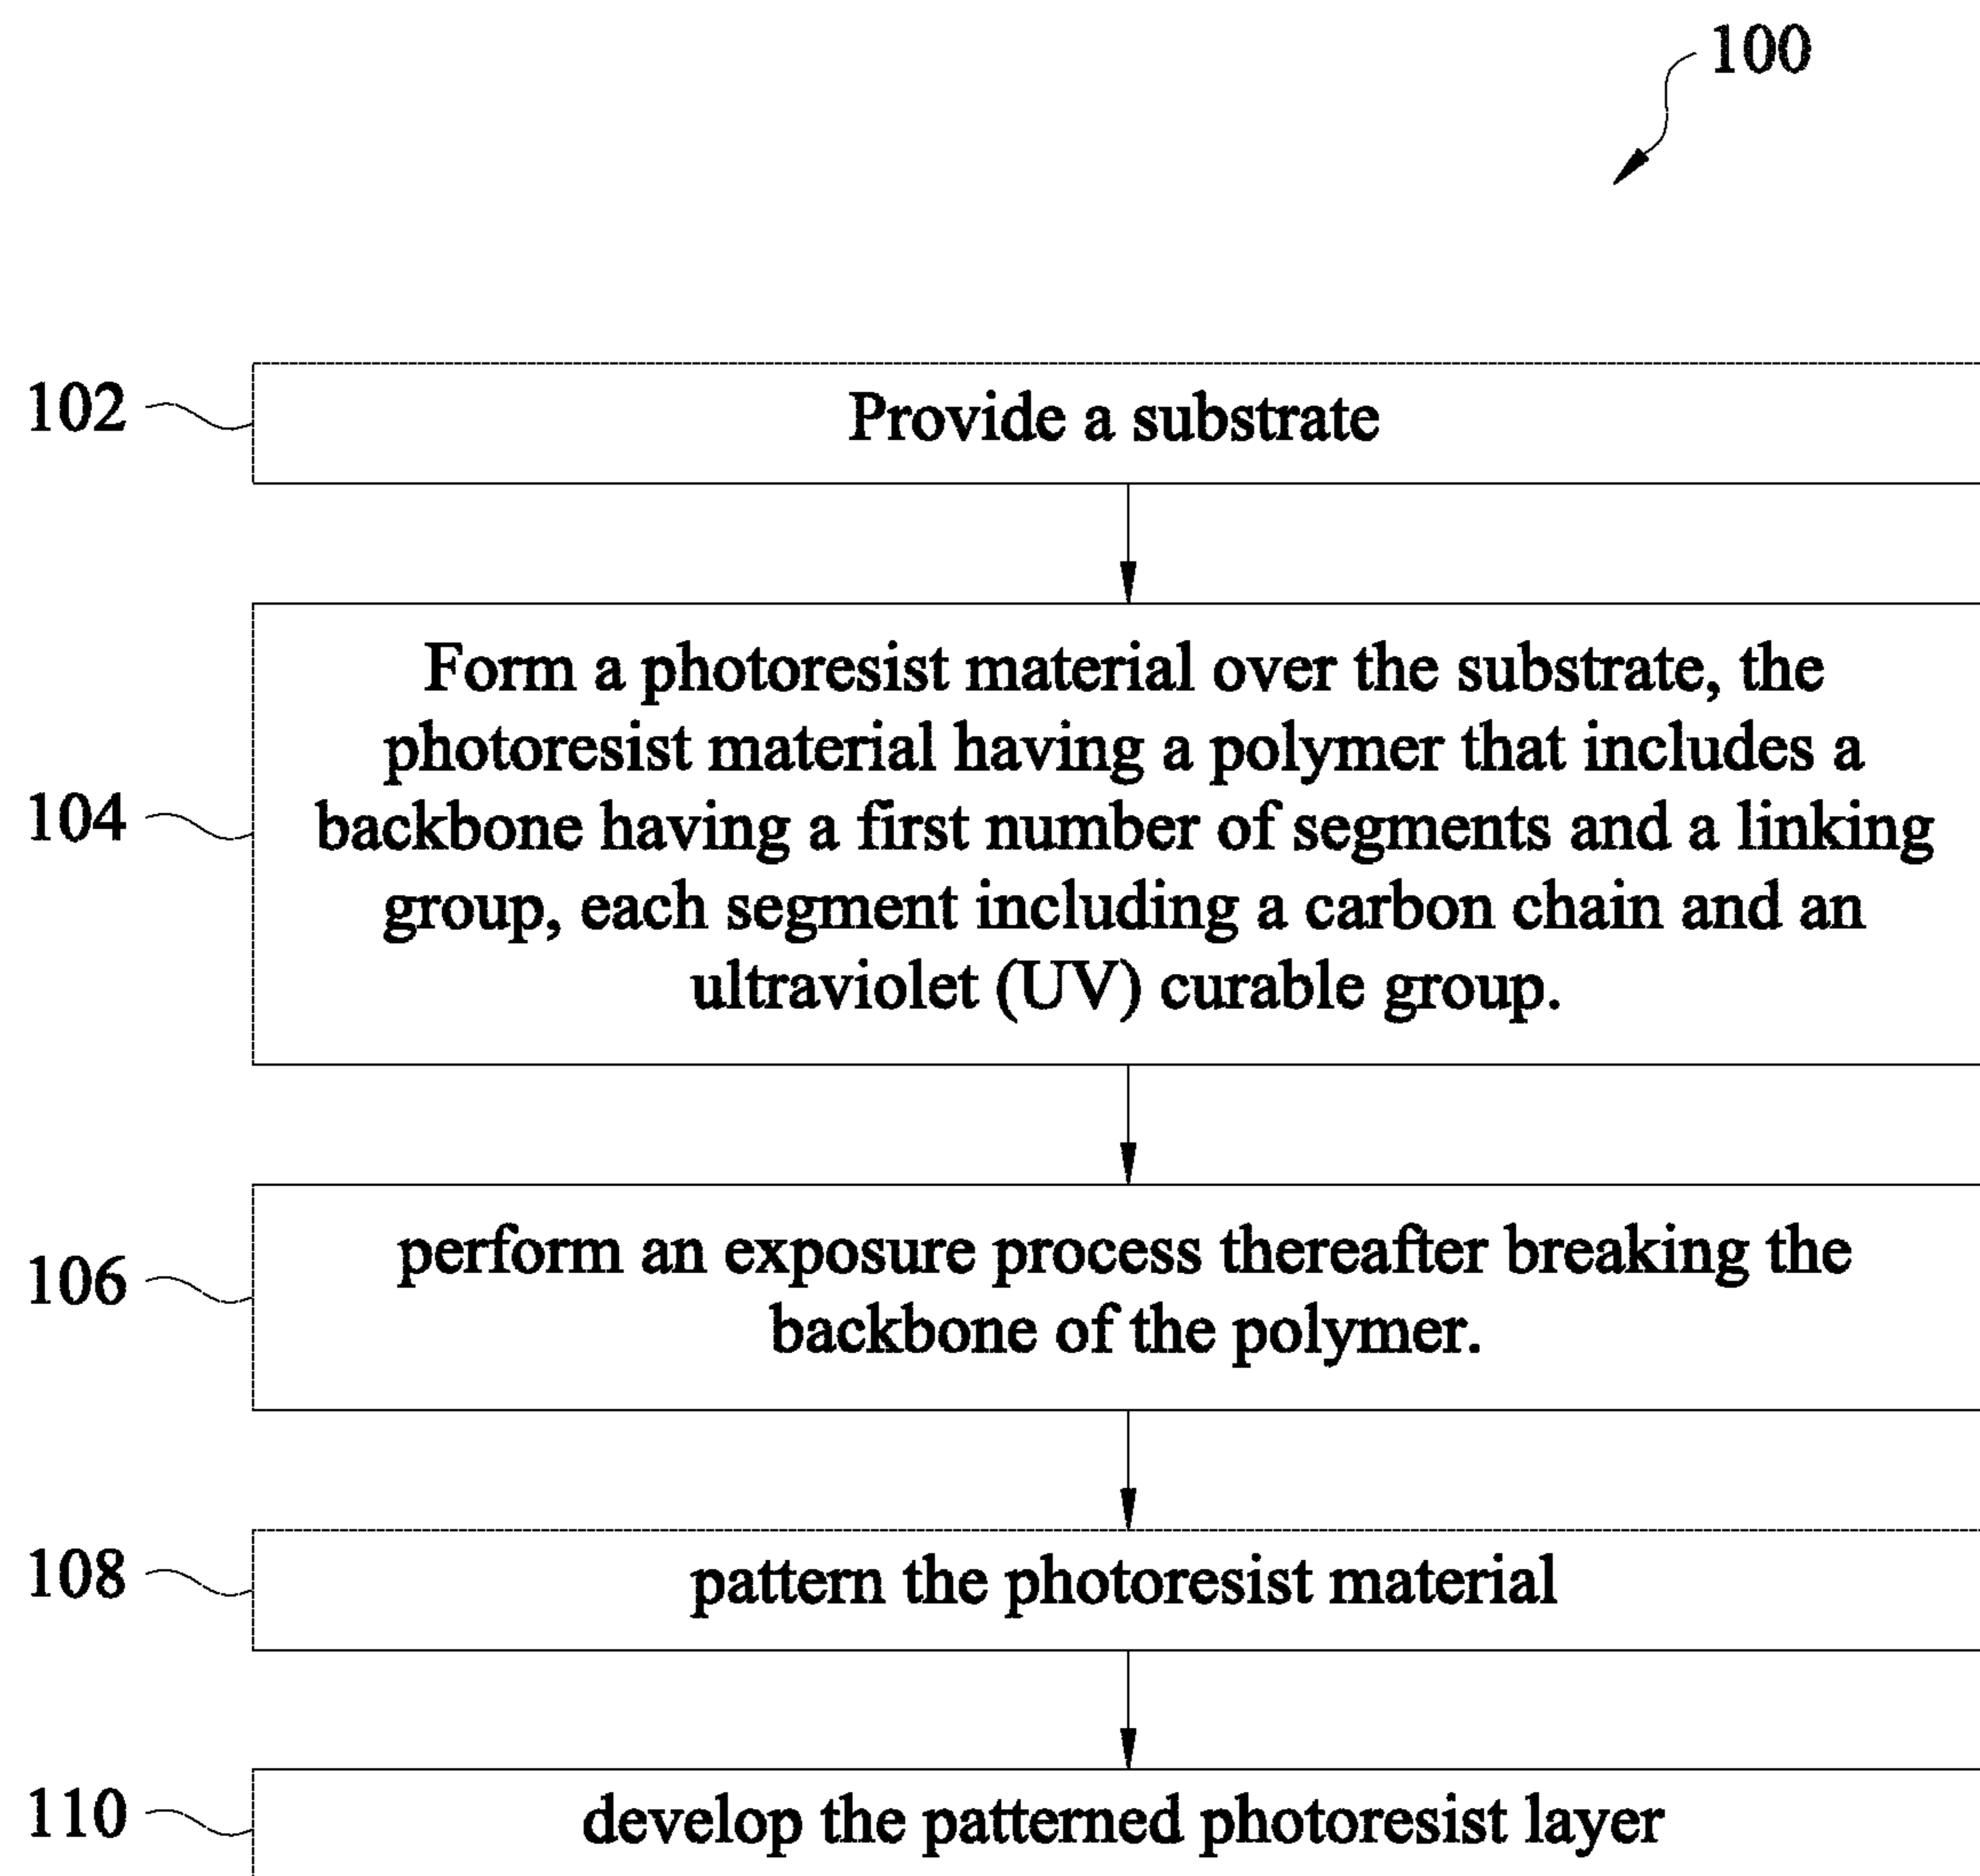 100
102
Provide a substrate
104
Form a photoresist material over the substrate, the
photoresist material having a polymer that includes a
backbone having a first number of segments and a linking
group, each segment including a carbon chain and an
ultraviolet (UV) curable group.
106
perform an exposure process thereafter breaking the
backbone of the polymer.
108
pattern the photoresist material
110
develop the patterned photoresist layer